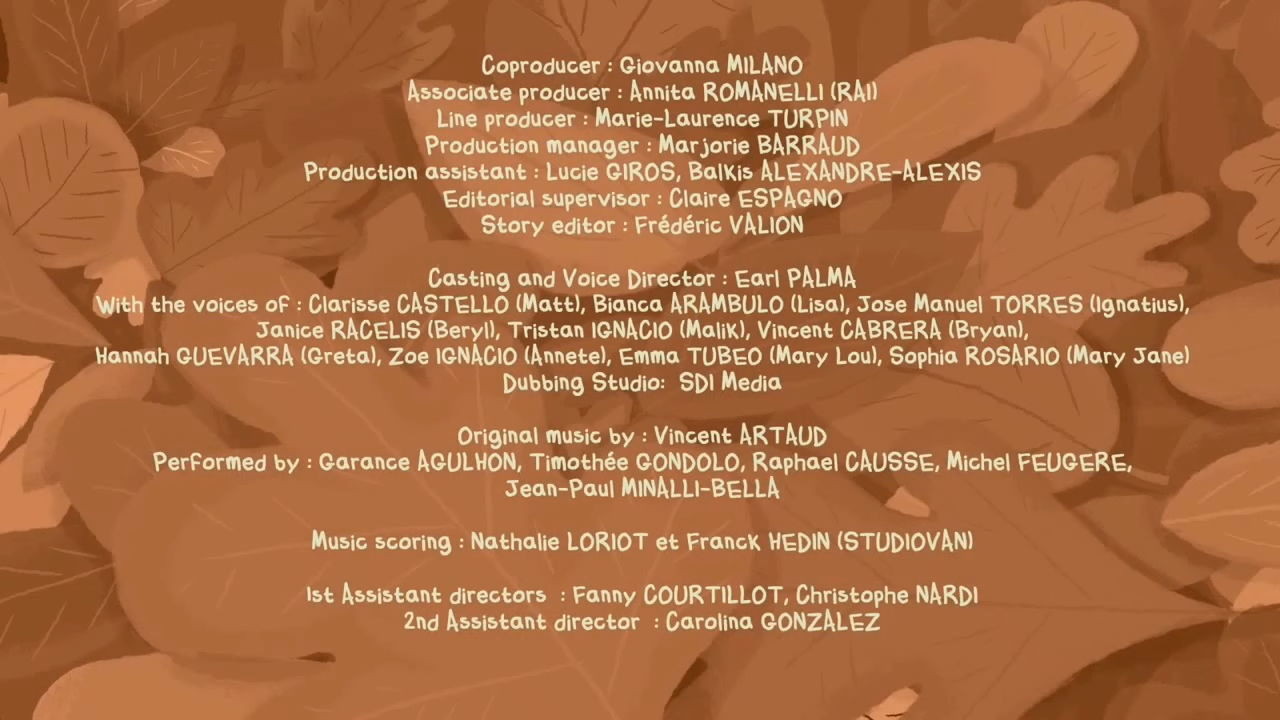 Coproducer : Giovanna MILANO
Associate producer : Annita ROMANELLI (RAI)
Line producer : Marie-Laurence TURPIN
Production manager : Marjorie BARRAUD
Production assistant : Lucie GIROS, Balkis ALEXANDRE-ALEXIS
Editorial supervisor : Claire ESPAGNO
Story editor : Frédéric VALION
Casting and Voice Director : Earl PALMA
With the voices of : Clarisse CASTELLO (Matt), Bianca ARAMBULO (Lisa), Jose Manuel TORRES (Ignatius),
Janice RACELIS (Beryl), Tristan IGNACIO (Malik), Vincent CABRERA (Bryan),
Hannah GUEVARRA (Greta), Zoe IGNACIO (Annete), Emma TUBEO (Mary Lou), Sophia ROSARIO (Mary Jane)
Dubbing Studio: SDI Media
Original music by : Vincent ARTAUD
Performed by : Garance AGULHON, Timothée GONDOLO, Raphael CAUSSE, Michel FEUGERE,
Jean-Paul MINALLI-BELLA
Music scoring : Nathalie LORIOT et Franck HEDIN (STUDIOVAN)
1st Assistant directors : Fanny COURTILLOT, Christophe NARDI
2nd Assistant director : Carolina GONZALEZ